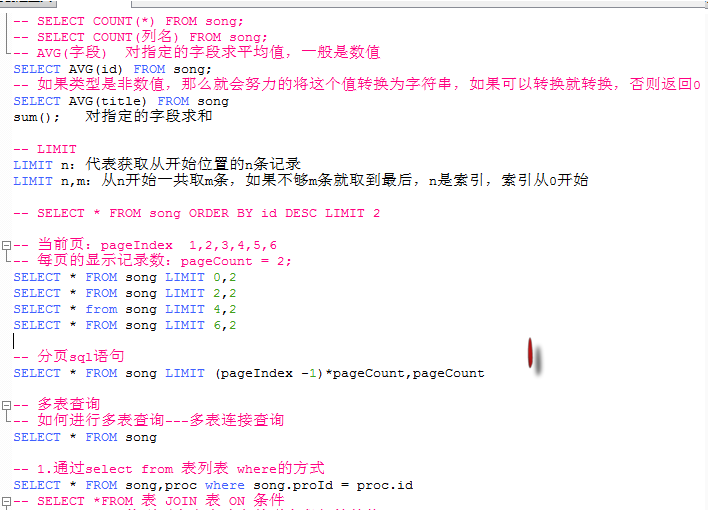 -- SELECT COUNT(*) FROM song;
-- SELECT COUNT(列名) FROM song;
-- AVG(字段)  对指定的字段求平均值，一般是数值
SELECT AVG(id) FROM song;
-- 如果类型是非数值，那么就会努力的将这个值转换为字符串，如果可以转换就转换，否则返回0
SELECT AVG(title) FROM song
sum();   对指定的字段求和
-- LIMIT
LIMIT n：代表获取从开始位置的n条记录
LIMIT n,m：从n开始一共取m条，如果不够m条就取到最后，n是索引，索引从0开始
-- SELECT * FROM song ORDER BY id DESC LIMIT 2
-- 当前页：pageIndex  1,2,3,4,5,6
-- 每页的显示记录数：pageCount = 2;
SELECT * FROM song LIMIT 0,2
SELECT * FROM song LIMIT 2,2
SELECT * from song LIMIT 4,2
SELECT * FROM song LIMIT 6,2
-- 分页sql语句
SELECT * FROM song LIMIT (pageIndex -1)*pageCount,pageCount
-- 多表查询
-- 如何进行多表查询---多表连接查询
SELECT * FROM song
-- 1.通过select from 表列表 where的方式
SELECT * FROM song,proc where song.proId = proc.id
-- SELECT *FROM 表 JOIN 表 ON 条件